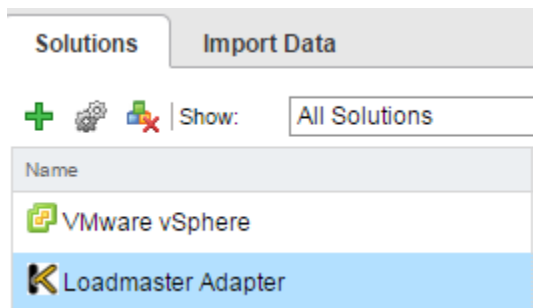 Solutions Import Data
Show: All Solutions
Name
VMware vSphere
Loadmaster Adapter